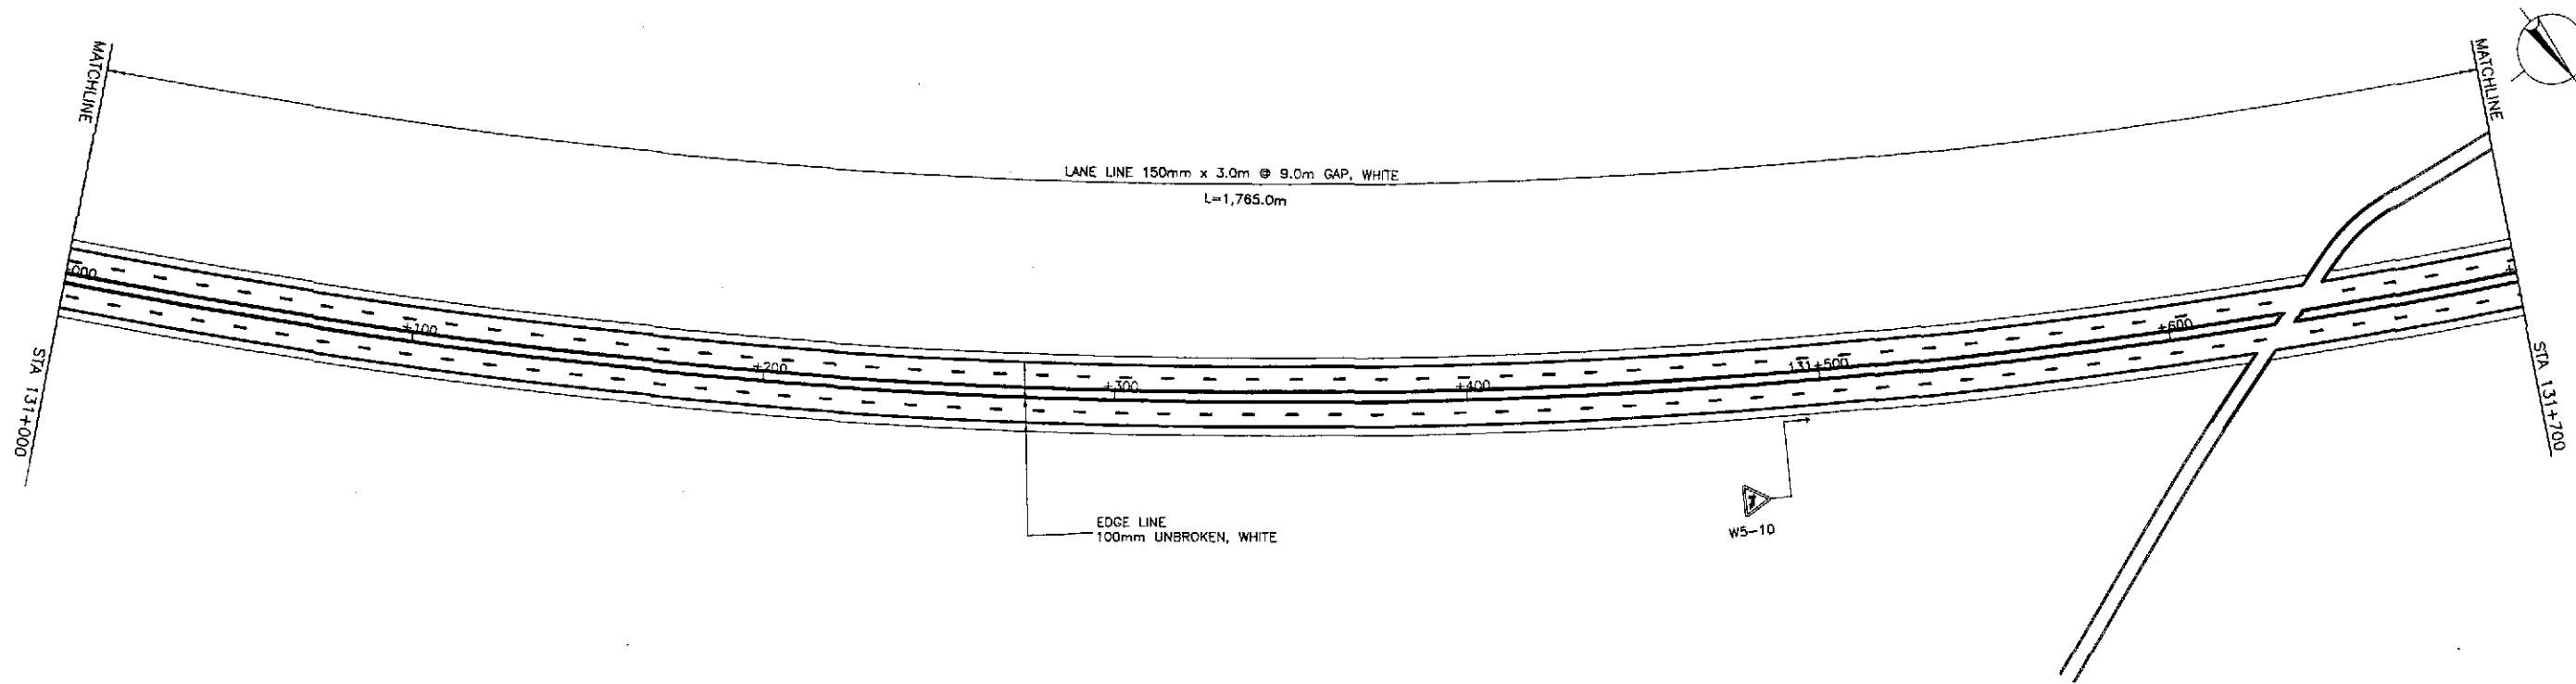 MATCHLINE
MATCHLINE
LANE LINE 150mm x 3.0m @ 9.0m GAP, WHITE
L=1,765.0m
+100
+200
+300
+400
131+500
+600
STA 131+000
STA 131+700
EDGE LINE
100mm UNBROKEN, WHITE
W5-10